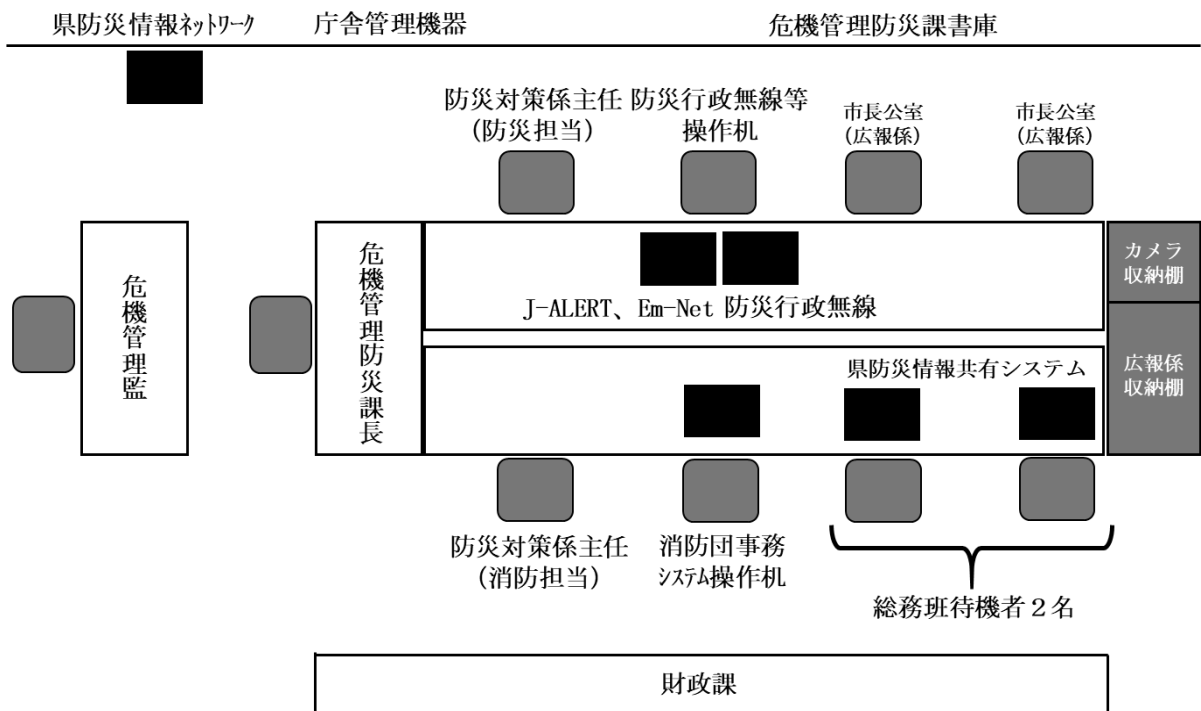 県防災情報ネットワーク
庁舎管理機器
危機管理防災課書庫
防災対策係主任
(防災担当)
防災行政無線等
操作机
市長公室
(広報係)
市長公室
(広報係)
危機管理監
危機管理防災課長
J-ALERT、Em-Net
防災行政無線
カメラ
収納棚
県防災情報共有システム
広報係
収納棚
防災対策係主任
(消防担当)
消防団事務
システム操作机
総務班待機者２名
財政課